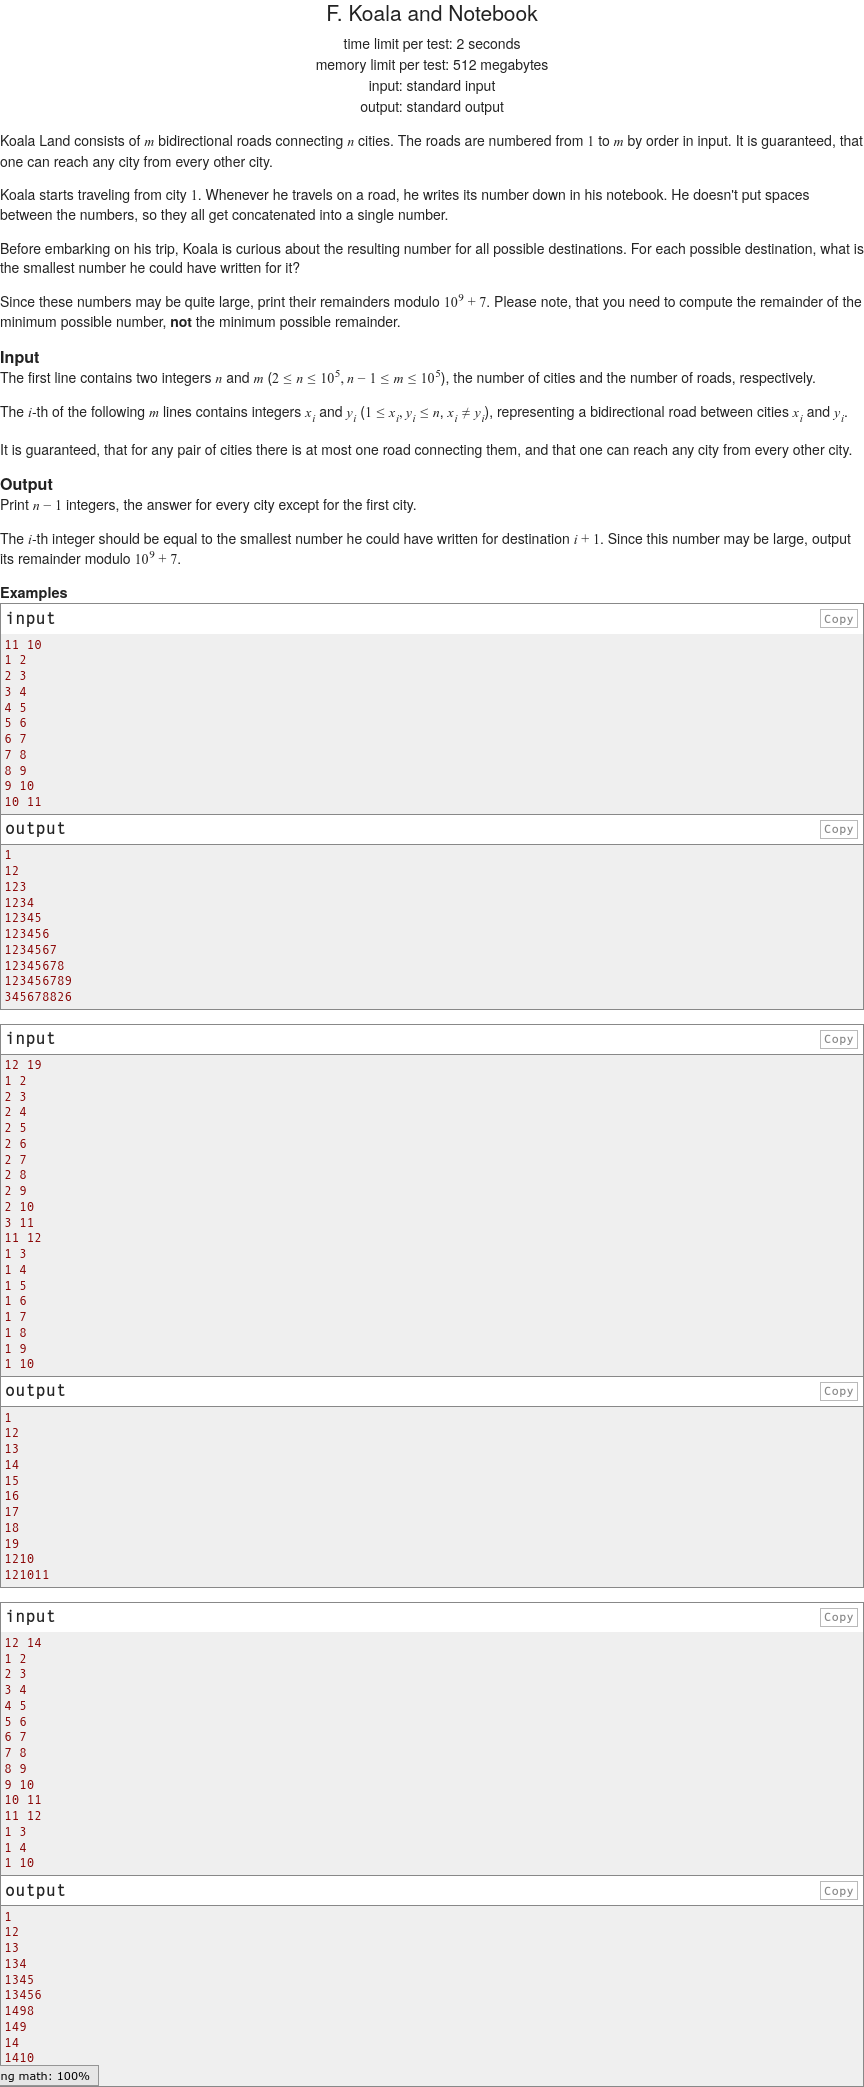 F. Koala and Notebook
time limit per test: 2 seconds
memory limit per test: 512 megabytes
input: standard input
output: standard output
Koala Land consists of m bidirectional roads connecting n cities. The roads are numbered from 1 to m by order in input. It is guaranteed, that
one can reach any city from every other city.
Koala starts traveling from city 1. Whenever he travels on a road, he writes its number down in his notebook. He doesn't put spaces
between the numbers, so they all get concatenated into a single number.
Before embarking on his trip, Koala is curious about the resulting number for all possible destinations. For each possible destination, what is
the smallest number he could have written for it?
Since these numbers may be quite large, print their remainders modulo 10^9 + 7. Please note, that you need to compute the remainder of the
minimum possible number, not the minimum possible remainder.
Input
The first line contains two integers n and m (2 ≤ n ≤ 10^5, n − 1 ≤ m ≤ 10^5), the number of cities and the number of roads, respectively.
The i-th of the following m lines contains integers x_i and y_i (1 ≤ x_i, y_i ≤ n, x_i ≠ y_i), representing a bidirectional road between cities x_i and y_i.
It is guaranteed, that for any pair of cities there is at most one road connecting them, and that one can reach any city from every other city.
Output
Print n − 1 integers, the answer for every city except for the first city.
The i-th integer should be equal to the smallest number he could have written for destination i + 1. Since this number may be large, output
its remainder modulo 10^9 + 7.
Examples
input Copy
11 10
1 2
2 3
3 4
4 5
5 6
6 7
7 8
8 9
9 10
10 11
output Copy
1
12
123
1234
12345
123456
1234567
12345678
123456789
345678826
input Copy
12 19
1 2
2 3
2 4
2 5
2 6
2 7
2 8
2 9
2 10
3 11
11 12
1 3
1 4
1 5
1 6
1 7
1 8
1 9
1 10
output Copy
1
12
13
14
15
16
17
18
19
1210
121011
input Copy
12 14
1 2
2 3
3 4
4 5
5 6
6 7
7 8
8 9
9 10
10 11
11 12
1 3
1 4
1 10
output Copy
1
12
13
134
1345
13456
1498
149
14
1410
ng math: 100%